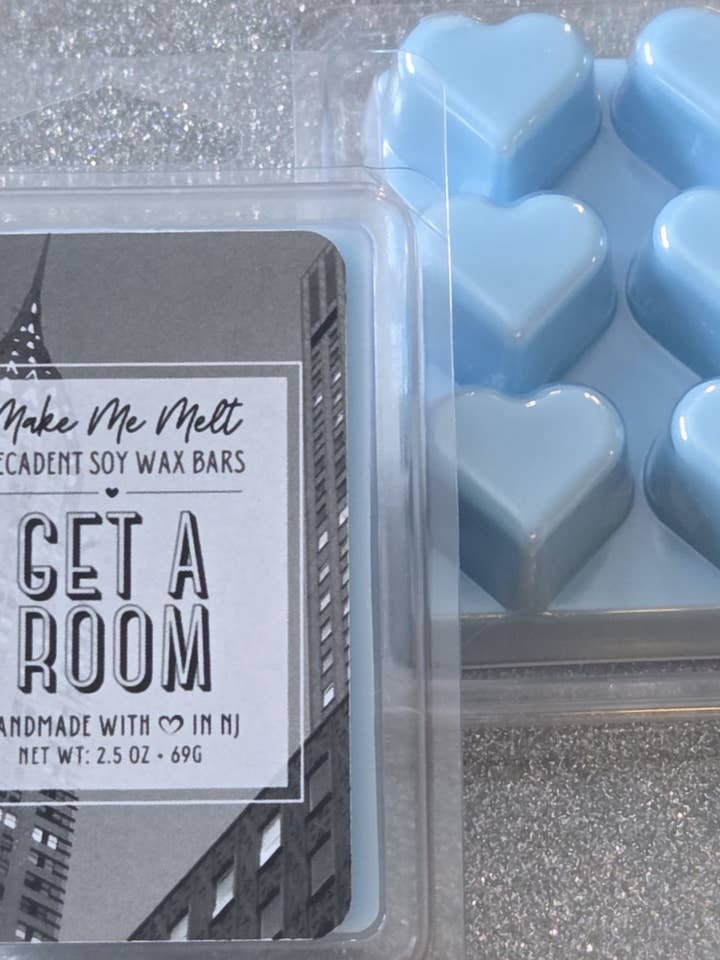 Make Me Melt
ECADENT SOY WAX BARS
GET A
ROOM
ANDMADE WITH ♡ IN NJ
NET WT: 2.5 OZ • 69G